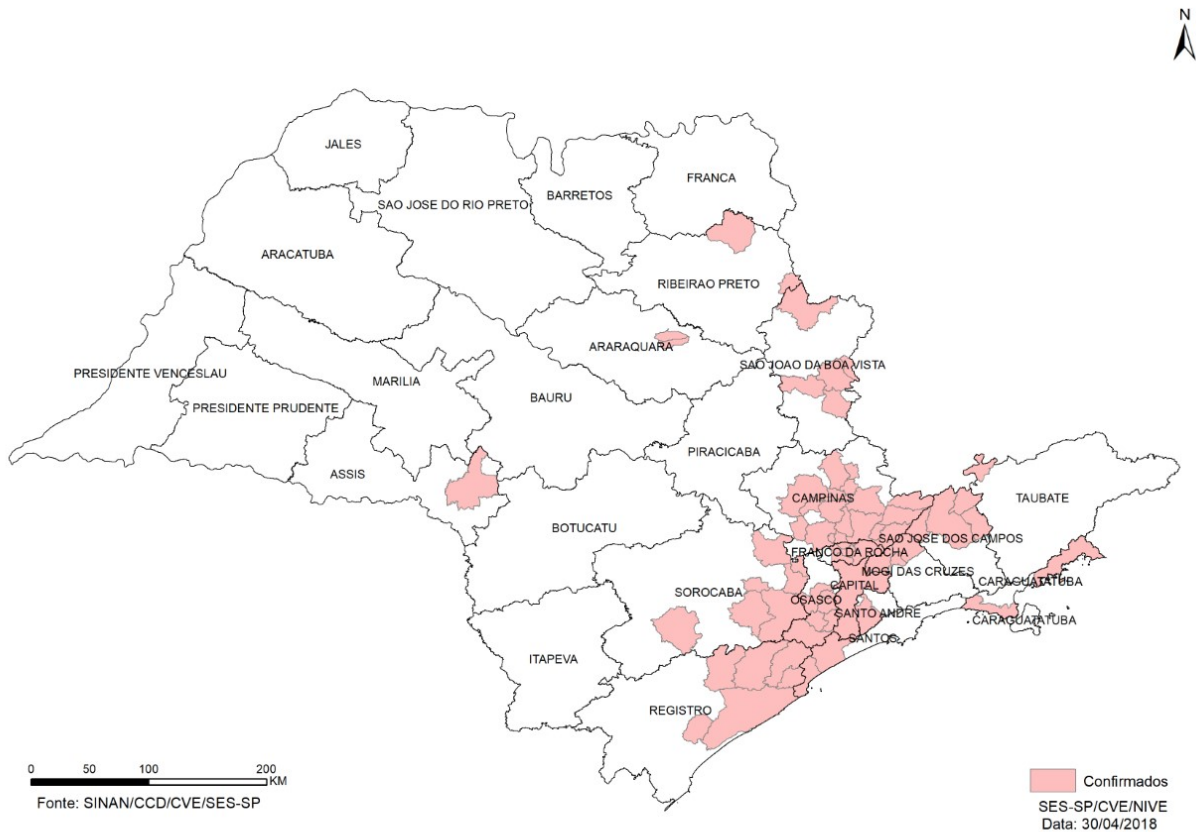 N
JALES
FRANCA
BARRETOS
SAO JOSE DO RIO PRETO
ARACATUBA
RIBEIRAO PRETO
ARARAQUARA
SAO JOAO DA BOA VISTA
PRESIDENTE VENCESLAU
MARILIA
BAURU
PRESIDENTE PRUDENTE
PIRACICABA
ASSIS
CAMPINAS
TAUBATE
BOTUCATU
SAO JOSE DOS CAMPOS
FRANCO DA ROCHA
MOGI DAS CRUZES
CARAGUATATUBA
CAPITAL
SOROCABA
OSASCO
SANTO ANDRE
CARAGUATATUBA
SANTOS
ITAPEVA
REGISTRO
0 50 100 200
KM
Fonte: SINAN/CCD/CVE/SES-SP
Confirmados
SES-SP/CVE/NIVE
Data: 30/04/2018